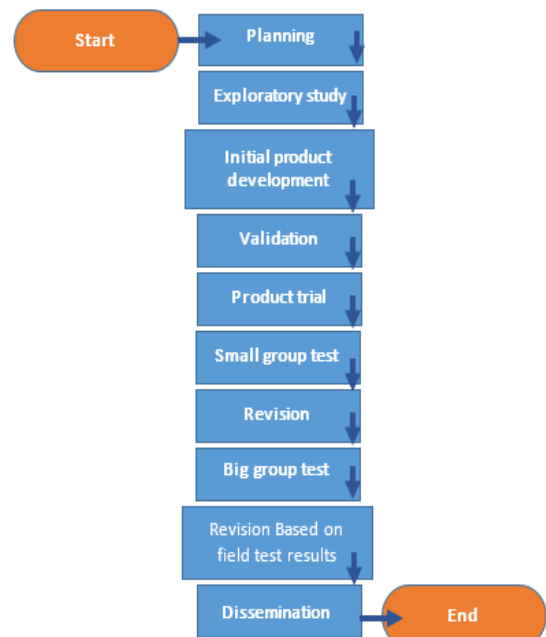 Start
Planning
Exploratory study
Initial product
development
Validation
Product trial
Small group test
Revision
Big group test
Revision Based on
field test results
Dissemination
End